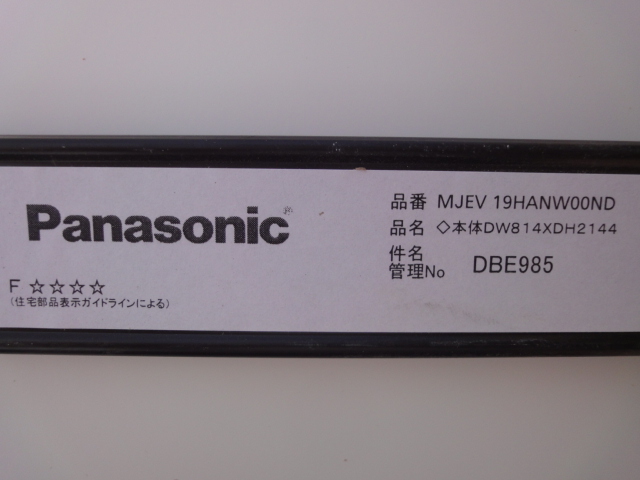 Panasonic
F ☆☆☆☆
(住宅部品表示ガイドラインによる)
品番 MJEV 19HANW00ND
品名 ◇本体DW814XDH2144
件名
管理No DBE985